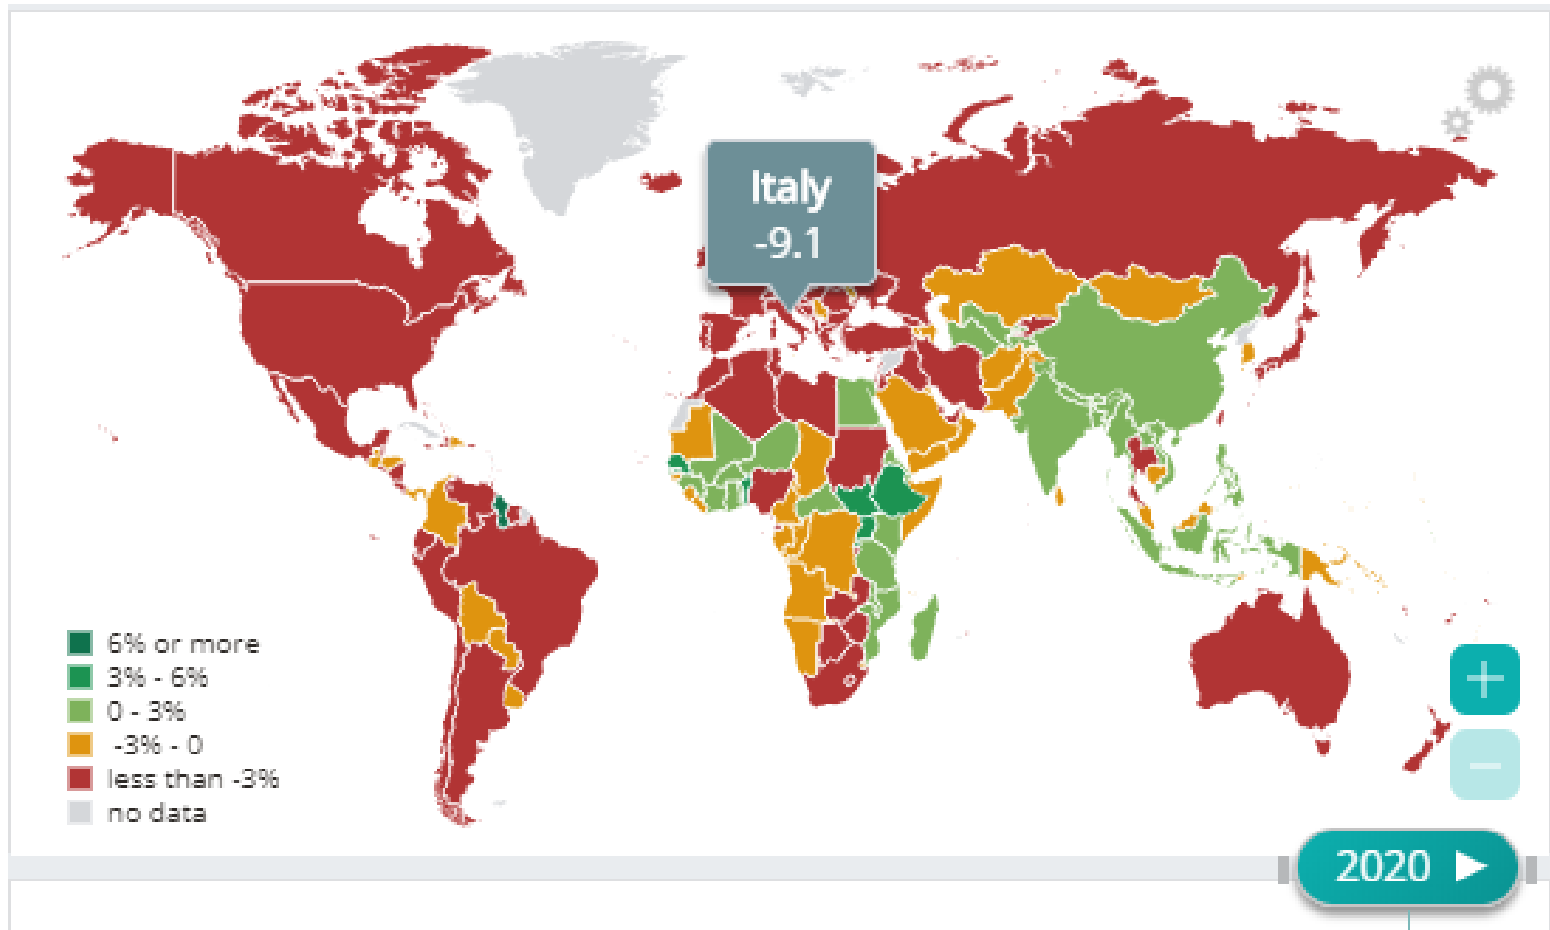 Italy
-9.1
6% or more
3% - 6%
0 - 3%
-3% - 0
less than -3%
no data
2020